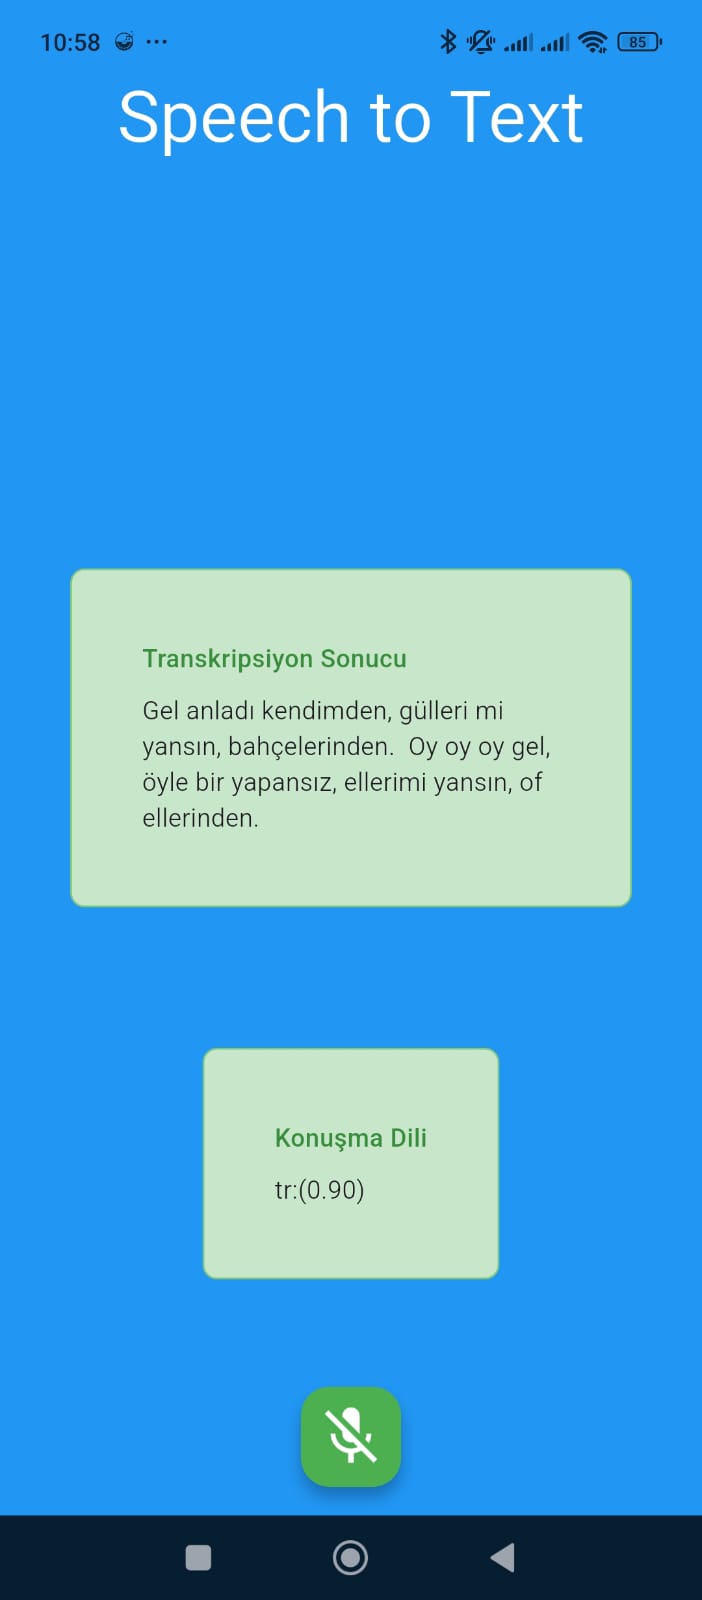 10:58
85
Speech to Text
Transkripsiyon Sonucu
Gel anladı kendimden, gülleri mi
yansın, bahçelerinden.  Oy oy oy gel,
öyle bir yapansız, ellerimi yansın, of
ellerinden.
Konuşma Dili
tr:(0.90)